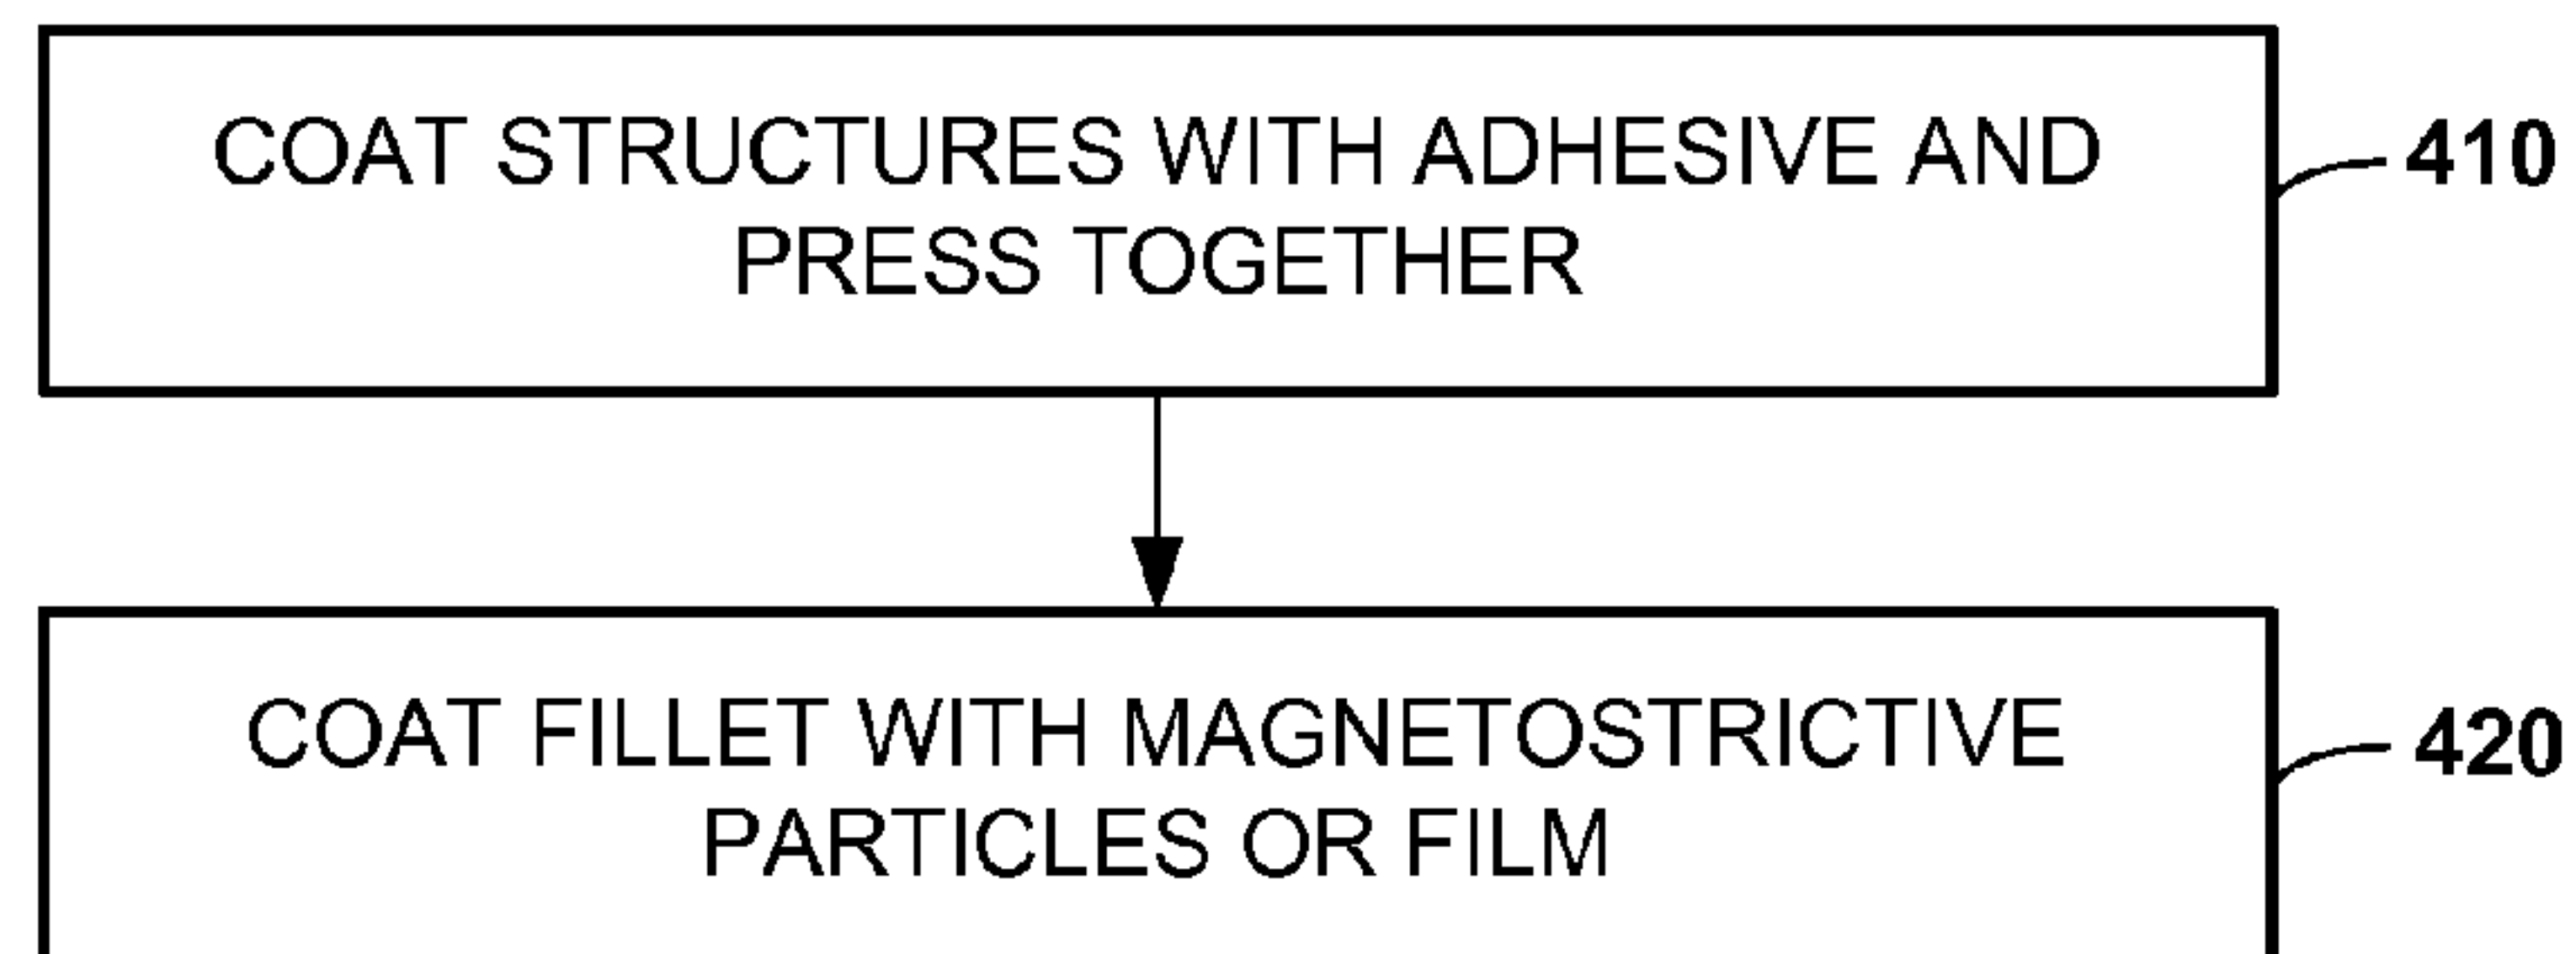 COAT STRUCTURES WITH ADHESIVE AND
PRESS TOGETHER
410
COAT FILLET WITH MAGNETOSTRICTIVE
PARTICLES OR FILM
420